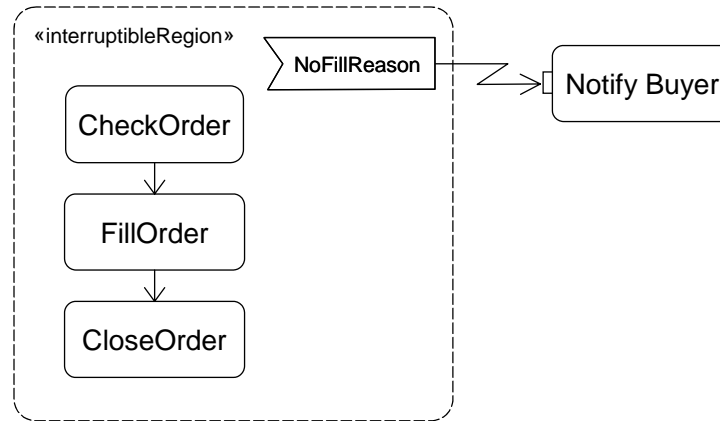 «interruptibleRegion»
NoFillReason
Notify Buyer
CheckOrder
FillOrder
CloseOrder